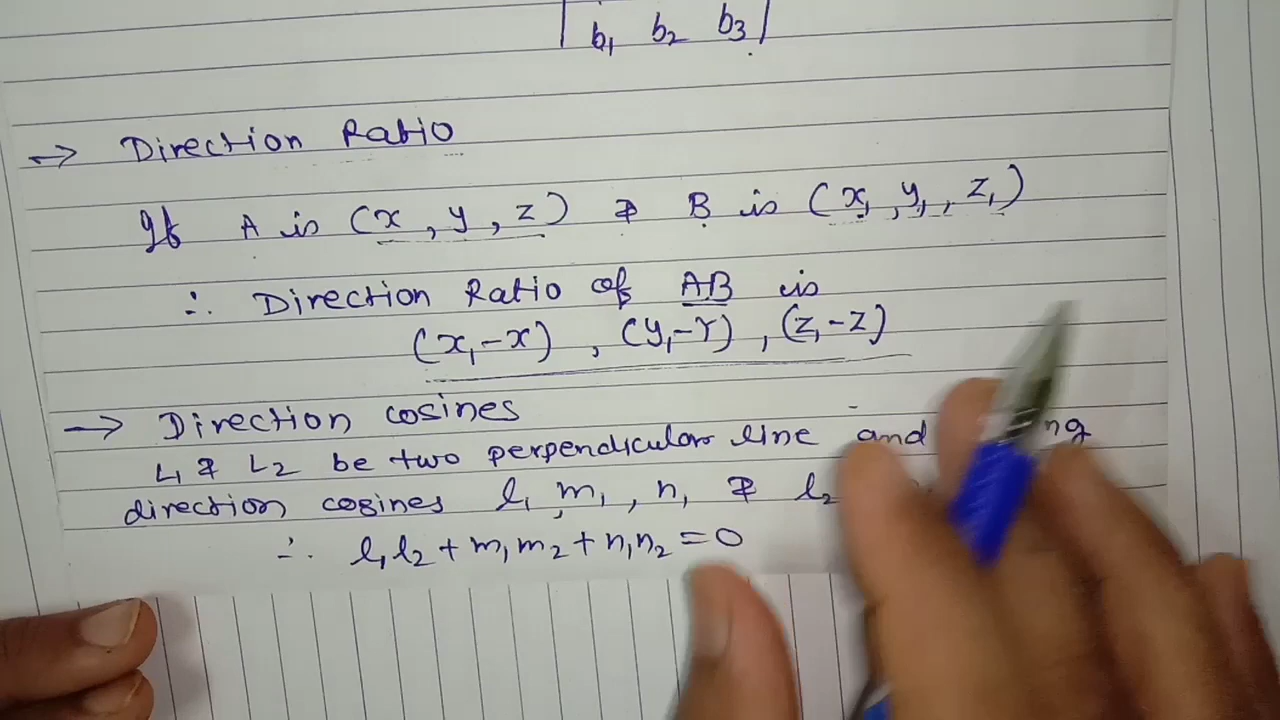 b₁ b₂ b₃
→ Direction Ratio
If A is (x, y, z) & B is (x₁, y₁, z₁)
∴ Direction Ratio of AB is
(x₁-x), (y₁-Y), (z₁-z)
→ Direction cosines
L₁ & L₂ be two perpendicular line and
direction cosines l₁, m₁, n₁ & l₂
∴ l₁l₂ + m₁m₂ + n₁n₂ = 0